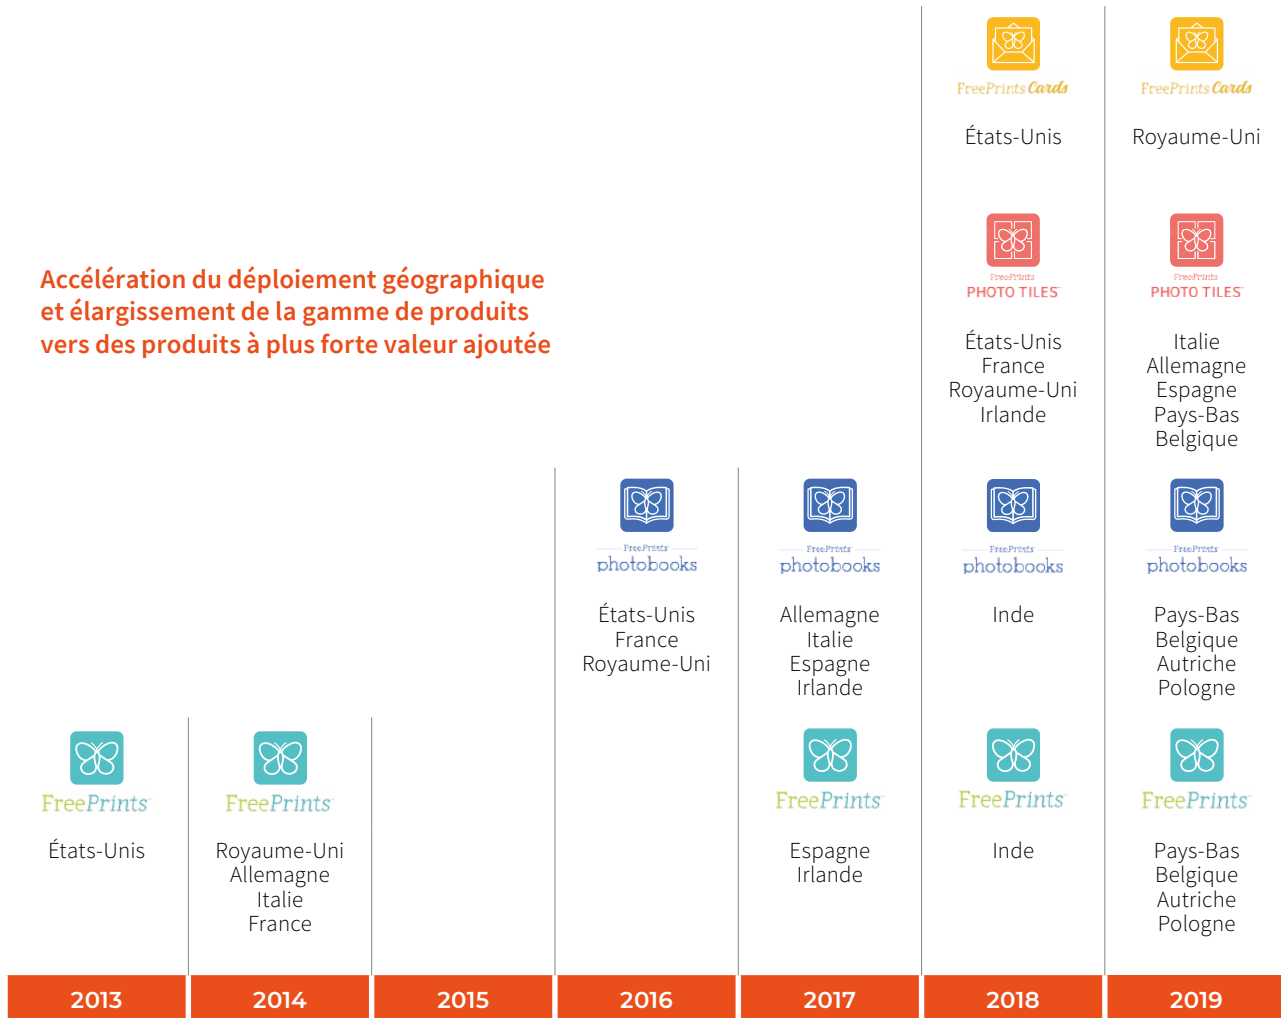 FreePrints Cards
États-Unis
FreePrints Cards
Royaume-Uni
Accélération du déploiement géographique
et élargissement de la gamme de produits
vers des produits à plus forte valeur ajoutée
FreePrints
PHOTO TILES
États-Unis
France
Royaume-Uni
Irlande
FreePrints
PHOTO TILES
Italie
Allemagne
Espagne
Pays-Bas
Belgique
FreePrints
photobooks
États-Unis
France
Royaume-Uni
FreePrints
photobooks
Allemagne
Italie
Espagne
Irlande
FreePrints
photobooks
Inde
FreePrints
photobooks
Pays-Bas
Belgique
Autriche
Pologne
FreePrints
États-Unis
FreePrints
Royaume-Uni
Allemagne
Italie
France
FreePrints
Espagne
Irlande
FreePrints
Inde
FreePrints
Pays-Bas
Belgique
Autriche
Pologne
2013 2014 2015 2016 2017 2018 2019